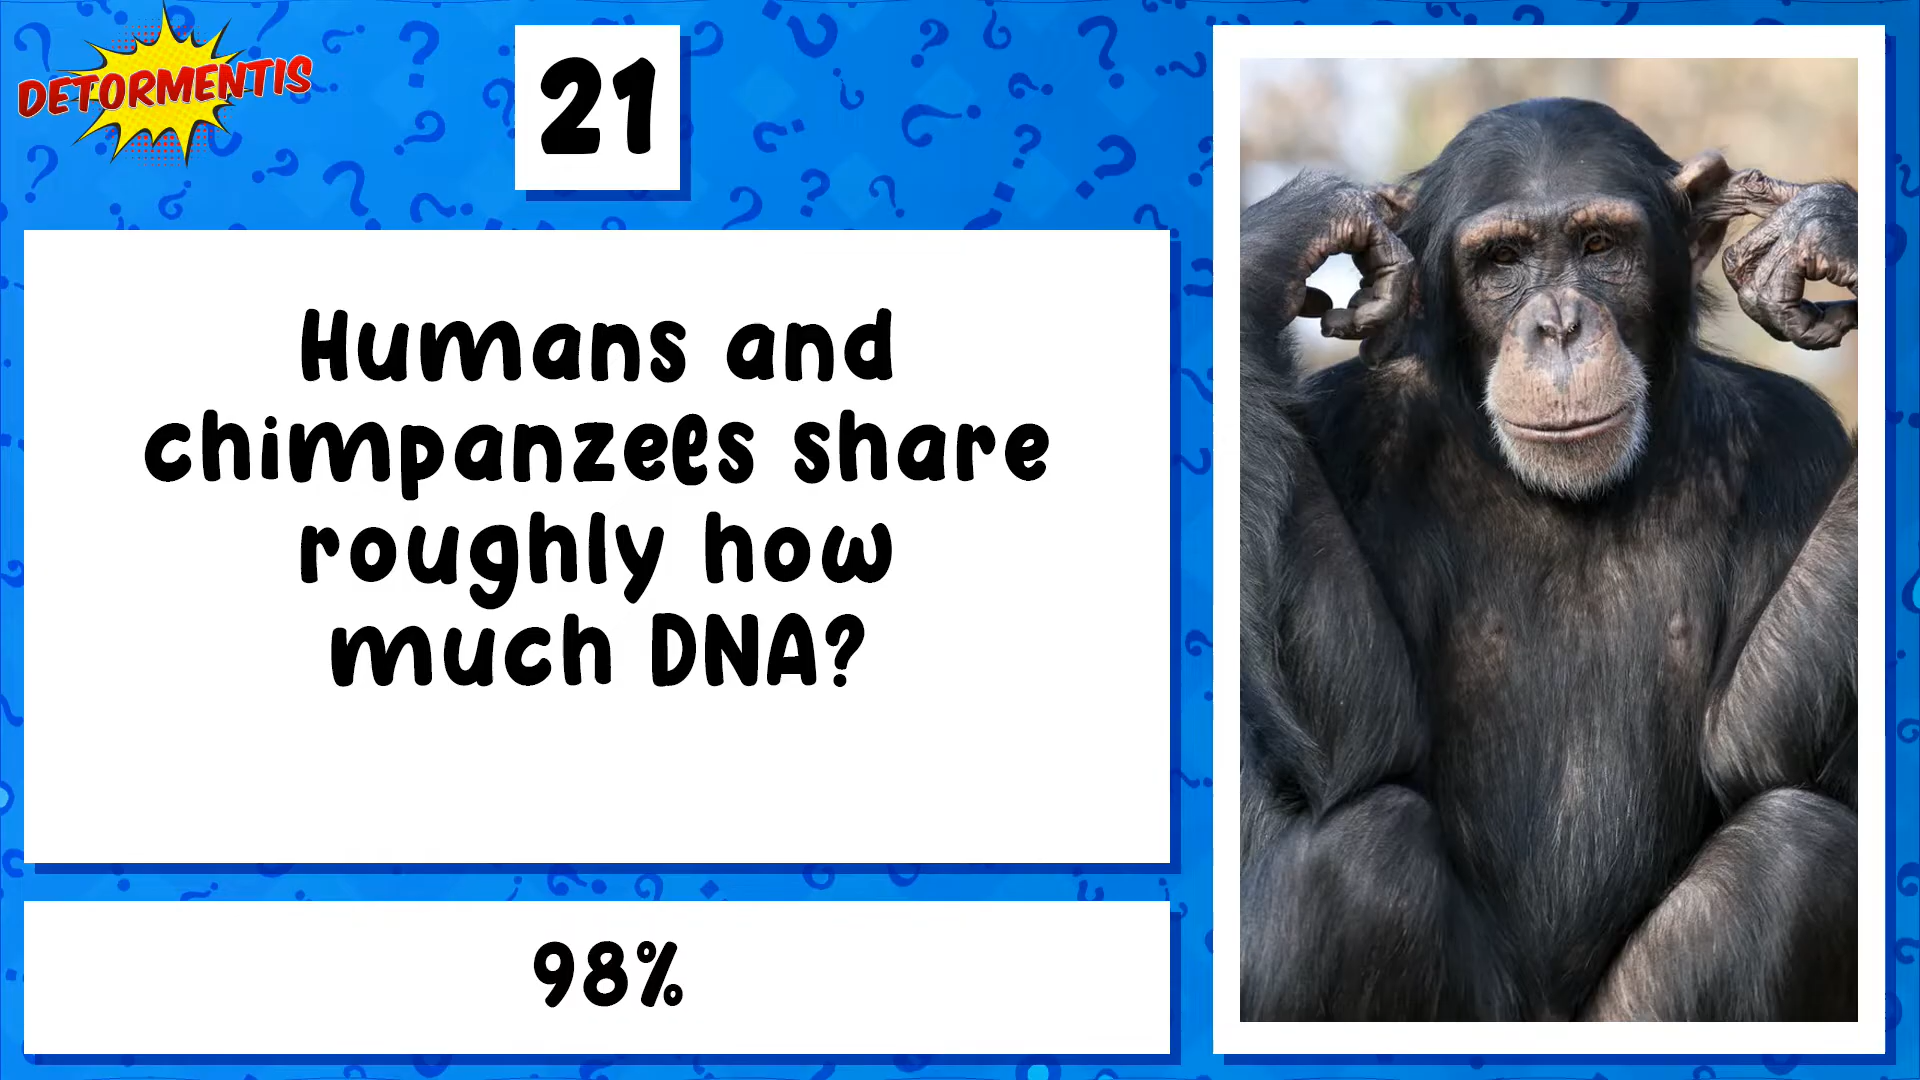 DETORMENTIS
21
Humans and
chimpanzees share
roughly how
much DNA?
98%